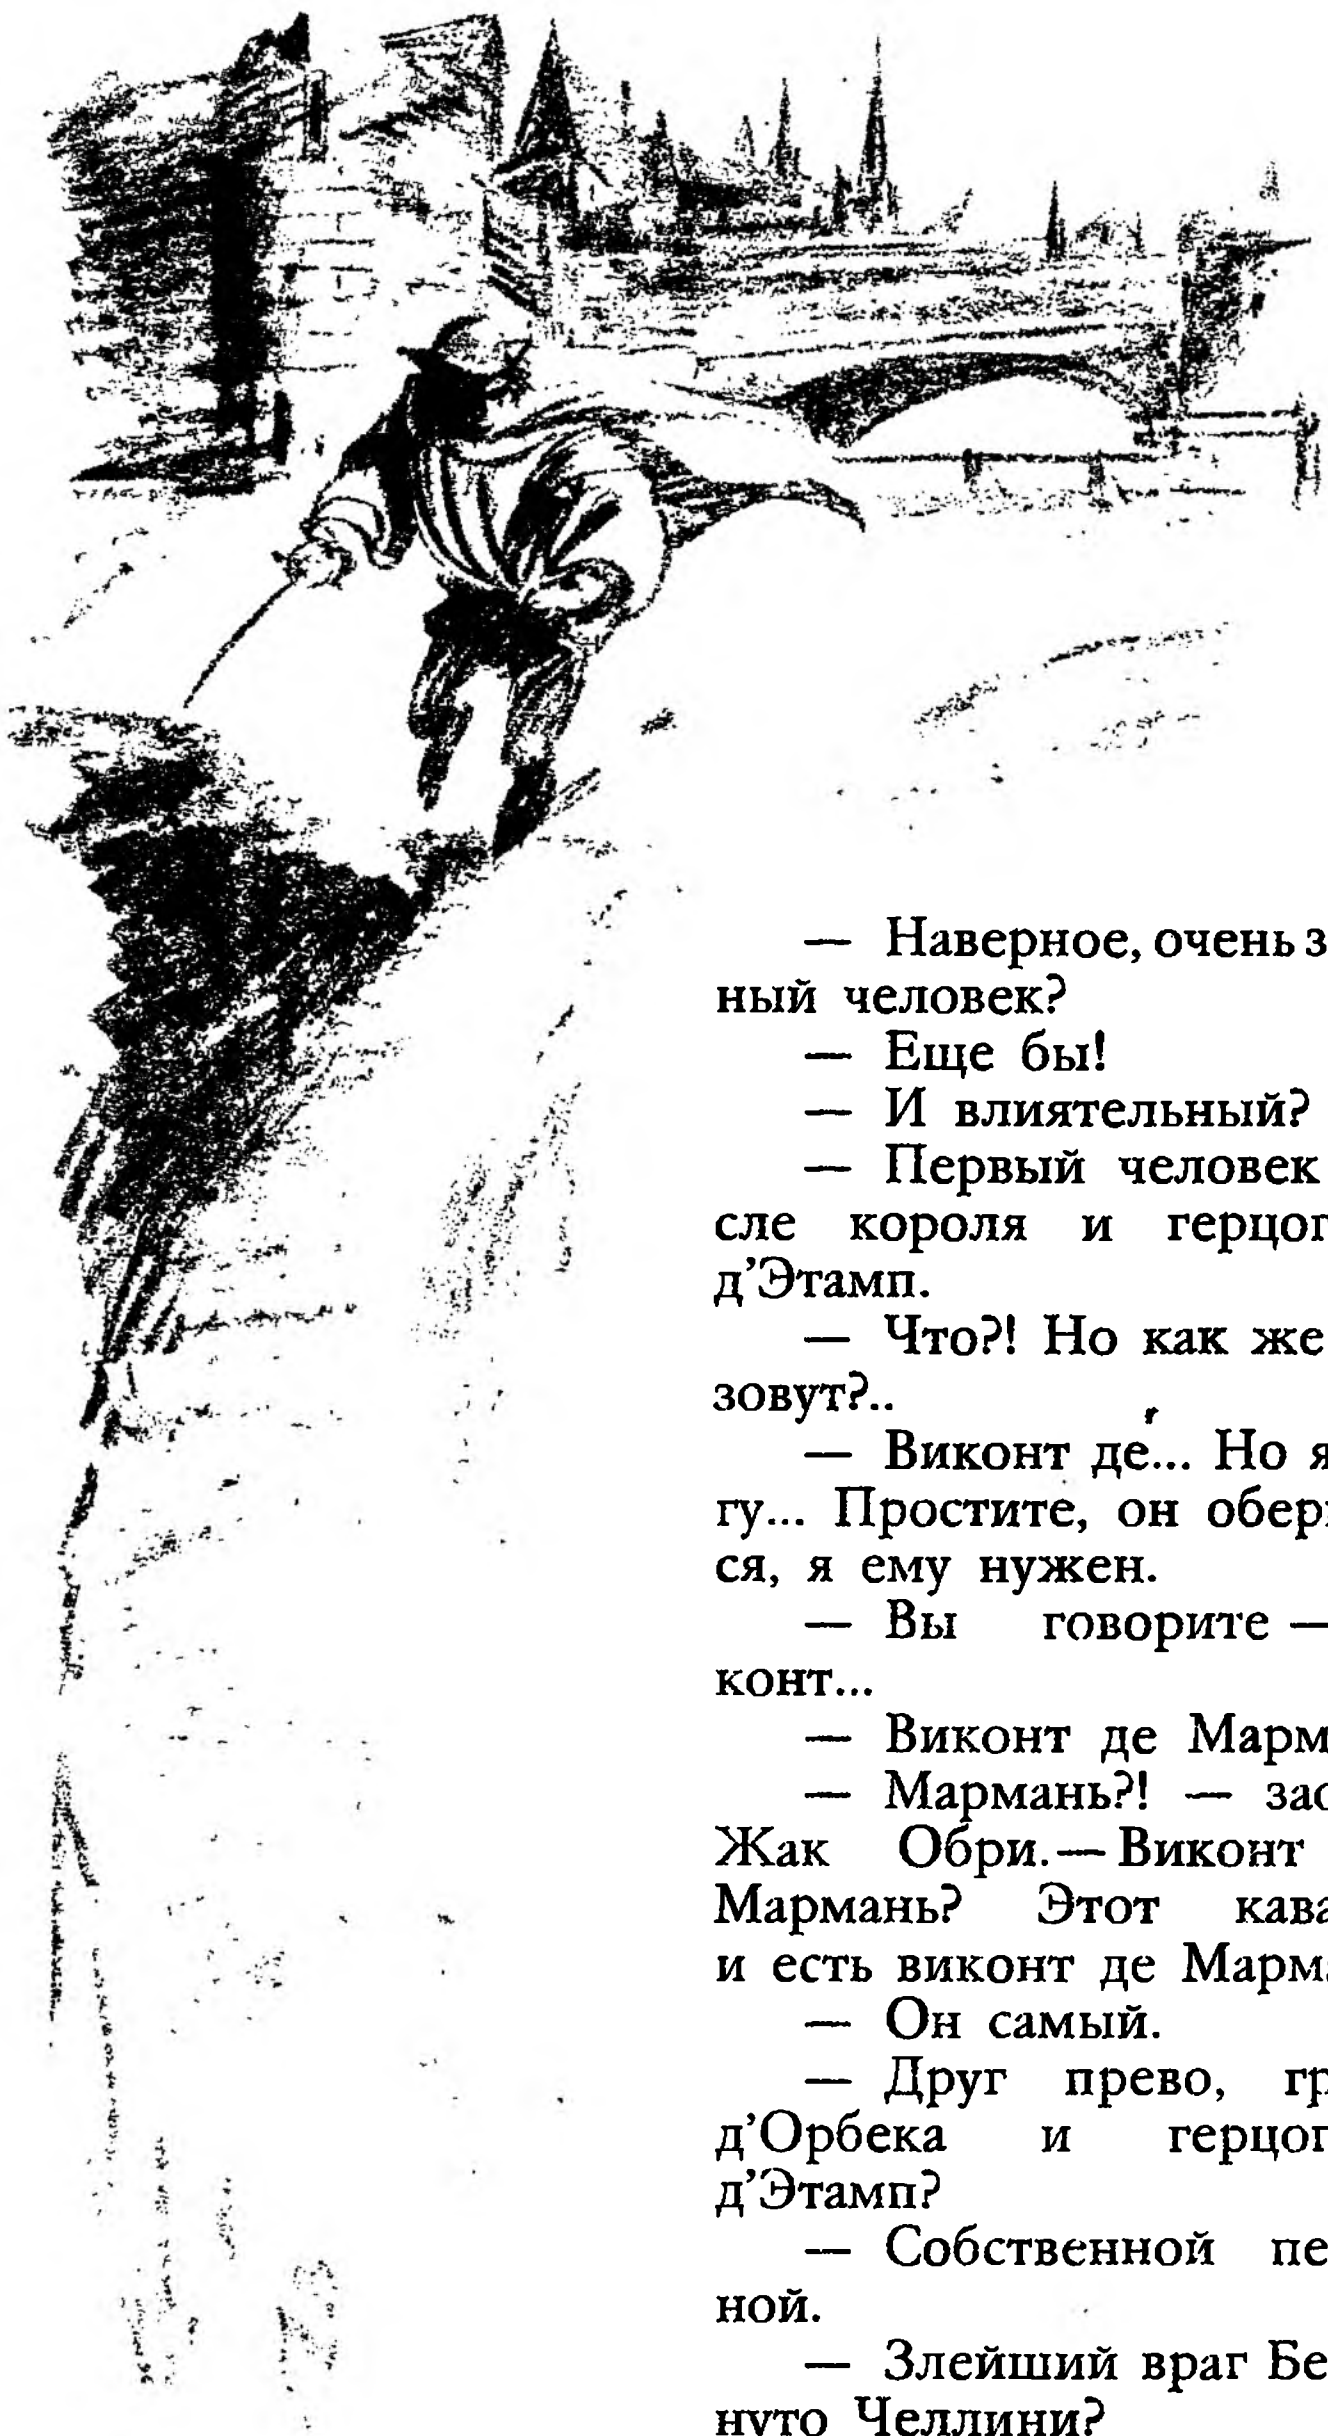 — Наверное, очень з
ный человек?
— Еще бы!
— И влиятельный?
— Первый человек
сле короля и герцог
д’Этамп.
— Что?! Но как же
зовут?..
— Виконт де... Но я
гу... Простите, он обер
ся, я ему нужен.
— Вы говорите —
конт...
— Виконт де Марм
— Мармань?! — зао
Жак Обри.— Виконт
Мармань? Этот кава
и есть виконт де Марм
— Он самый.
— Друг прево, гр
д’Орбека и герцог
д’Этамп?
— Собственной пе
ной.
— Злейший враг Бе
нуто Челлини?